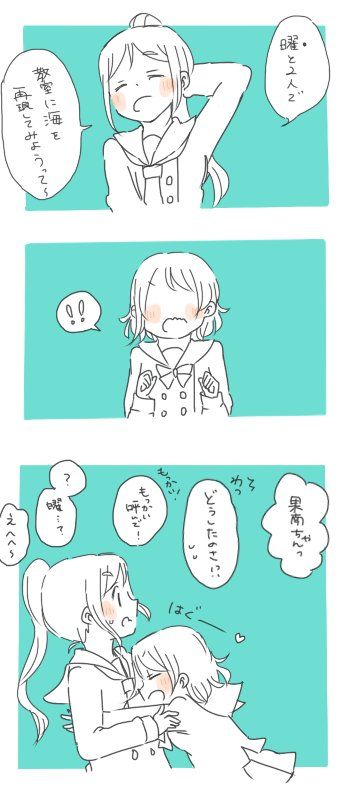 曜と2人で
教室に海を
再現してみようって〜
!!
果南ちゃんっ
わっ
どうしたのさ!?
もっかい!
もっかい
呼んで!
?
曜…て?
えへへ〜
はぐ